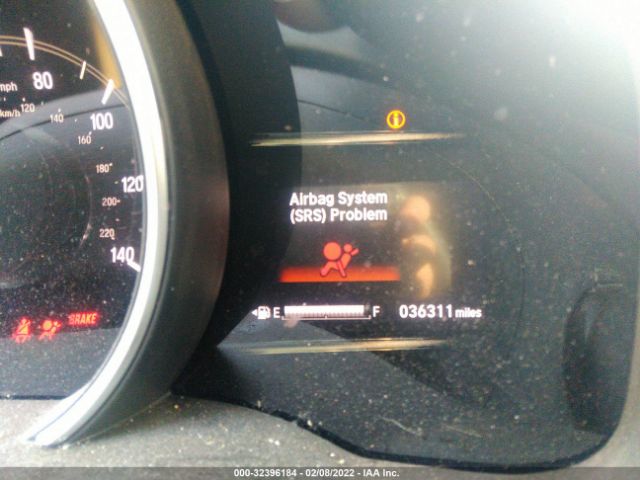 mph 80
km/h 120
140
100
160
180
120
200
220
140
BRAKE
Airbag System
(SRS) Problem
E F 036311 miles
000-32396184 - 02/08/2022 - IAA Inc.